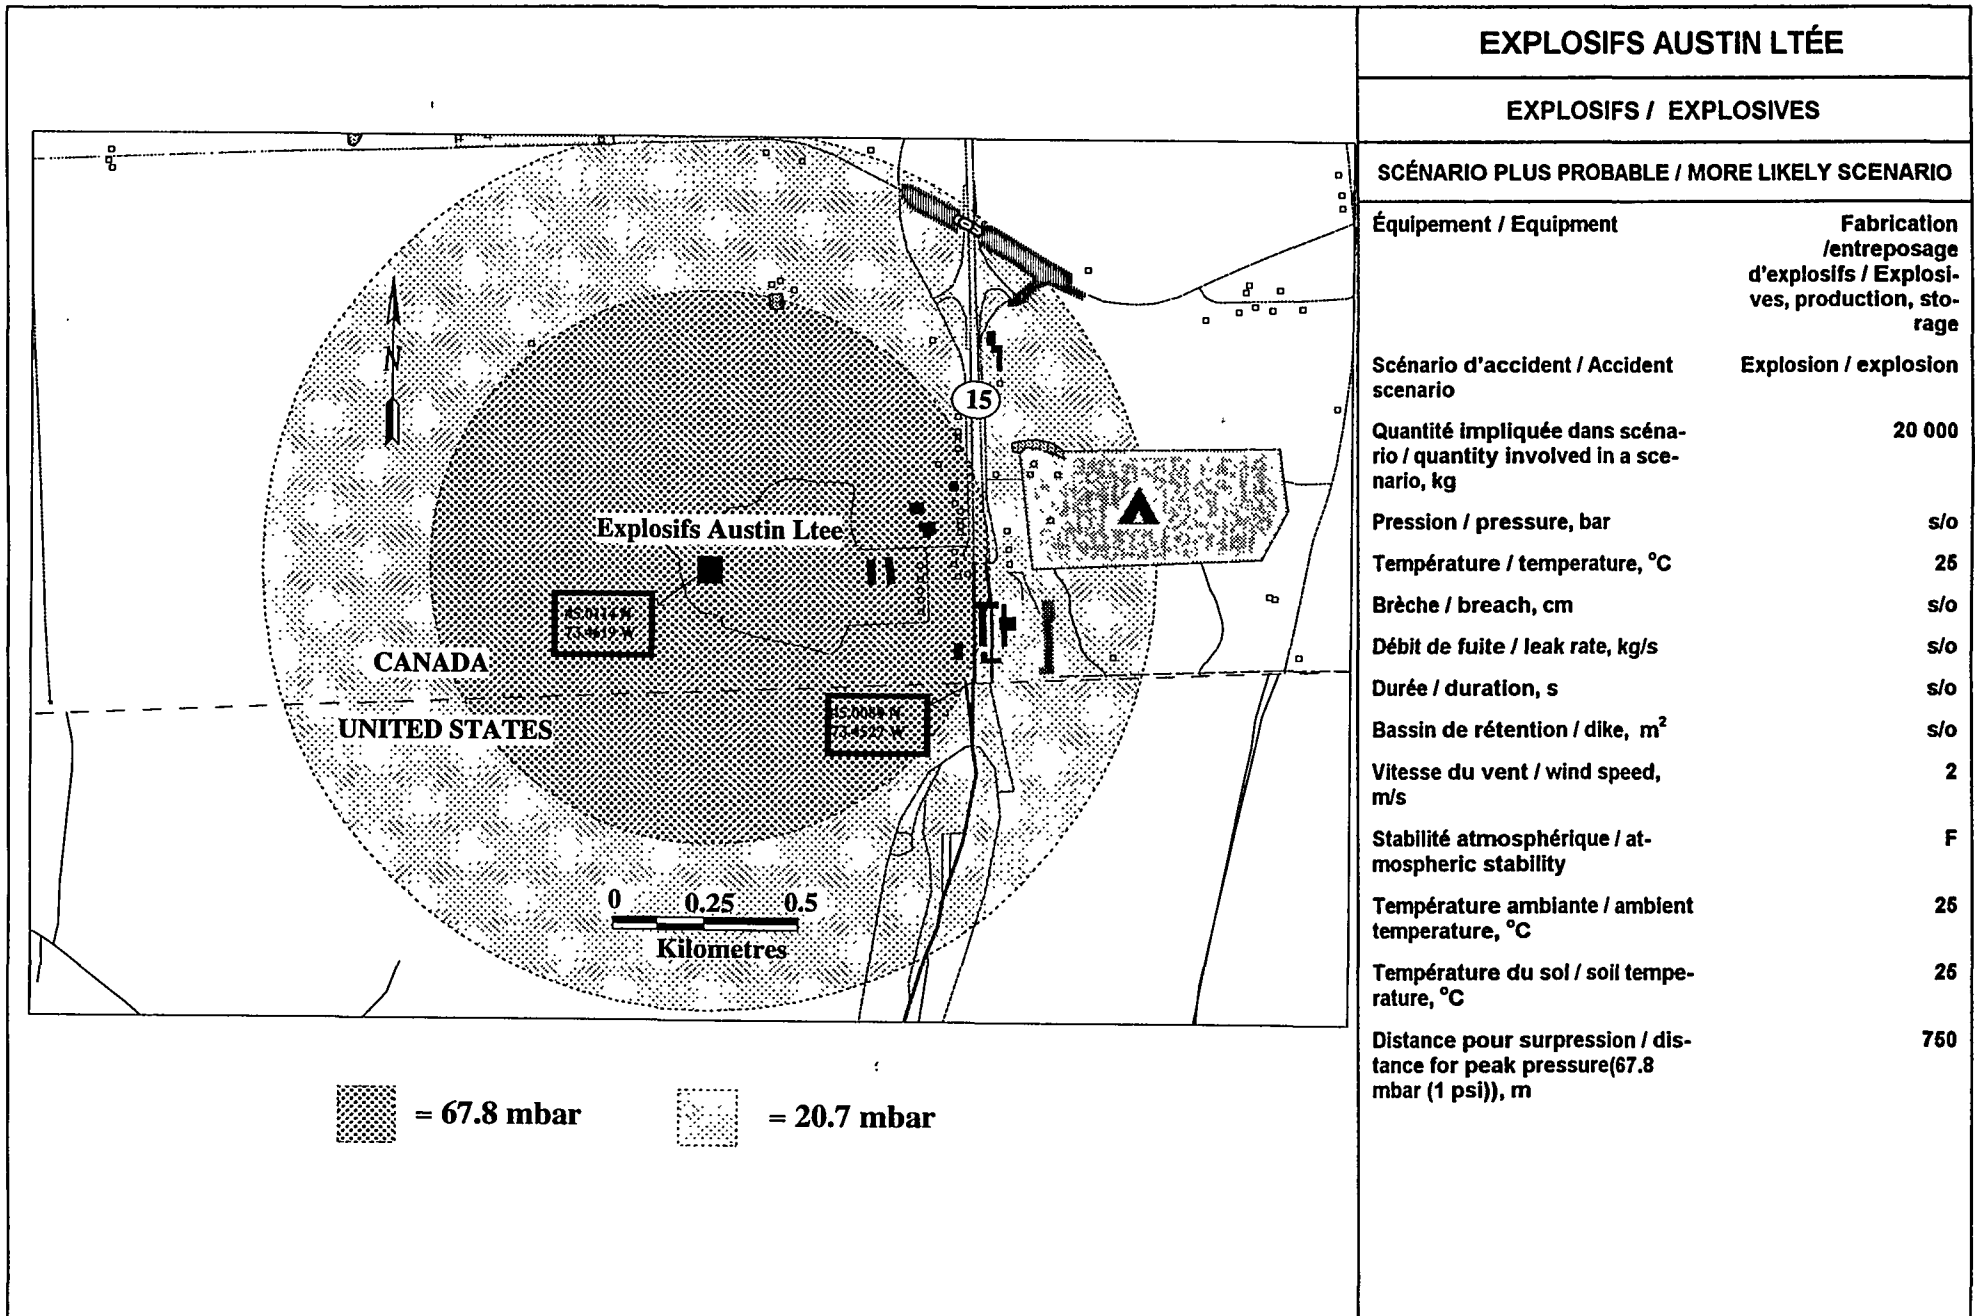 EXPLOSIFS AUSTIN LTÉE
EXPLOSIFS / EXPLOSIVES
SCÉNARIO PLUS PROBABLE / MORE LIKELY SCENARIO
Équipement / Equipment Fabrication
/entreposage
d'explosifs / Explosi-
ves, production, sto-
rage
Scénario d'accident / Accident Explosion / explosion
scenario
Quantité impliquée dans scéna- 20 000
rio / quantity involved in a sce-
nario, kg
Pression / pressure, bar s/o
Température / temperature, °C 25
Brèche / breach, cm s/o
Débit de fuite / leak rate, kg/s s/o
Durée / duration, s s/o
Bassin de rétention / dike, m² s/o
Vitesse du vent / wind speed, 2
m/s
Stabilité atmosphérique / at- F
mospheric stability
Température ambiante / ambient 25
temperature, °C
Température du sol / soil tempe- 25
rature, °C
Distance pour surpression / dis- 750
tance for peak pressure(67.8
mbar (1 psi)), m
N
15
Explosifs Austin Ltee
CANADA
UNITED STATES
0 0.25 0.5
Kilometres
= 67.8 mbar
= 20.7 mbar